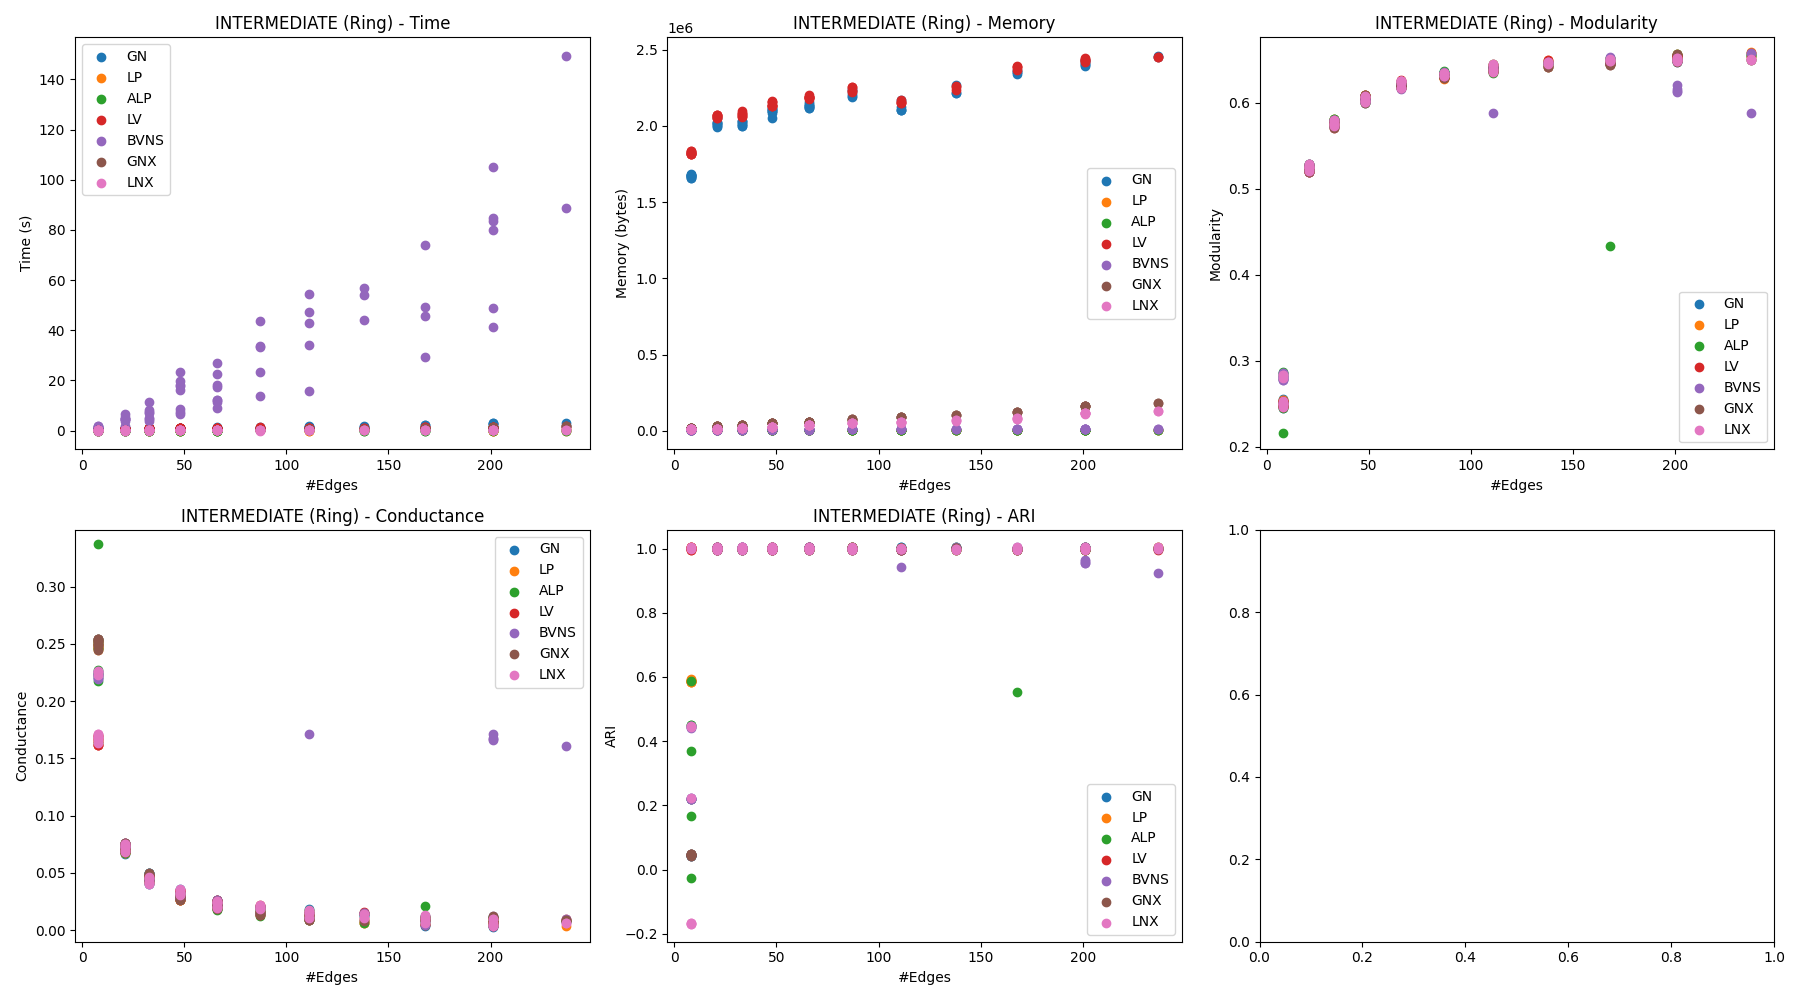 INTERMEDIATE (Ring) - Time
Time (s)
140
120
100
80
60
40
20
0
0 50 100 150 200
#Edges
GN
LP
ALP
LV
BVNS
GNX
LNX
INTERMEDIATE (Ring) - Memory
1e6
Memory (bytes)
2.5
2.0
1.5
1.0
0.5
0.0
0 50 100 150 200
#Edges
GN
LP
ALP
LV
BVNS
GNX
LNX
INTERMEDIATE (Ring) - Modularity
Modularity
0.6
0.5
0.4
0.3
0.2
0 50 100 150 200
#Edges
GN
LP
ALP
LV
BVNS
GNX
LNX
INTERMEDIATE (Ring) - Conductance
Conductance
0.30
0.25
0.20
0.15
0.10
0.05
0.00
0 50 100 150 200
#Edges
GN
LP
ALP
LV
BVNS
GNX
LNX
INTERMEDIATE (Ring) - ARI
ARI
1.0
0.8
0.6
0.4
0.2
0.0
−0.2
0 50 100 150 200
#Edges
GN
LP
ALP
LV
BVNS
GNX
LNX
1.0
0.8
0.6
0.4
0.2
0.0
0.0 0.2 0.4 0.6 0.8 1.0